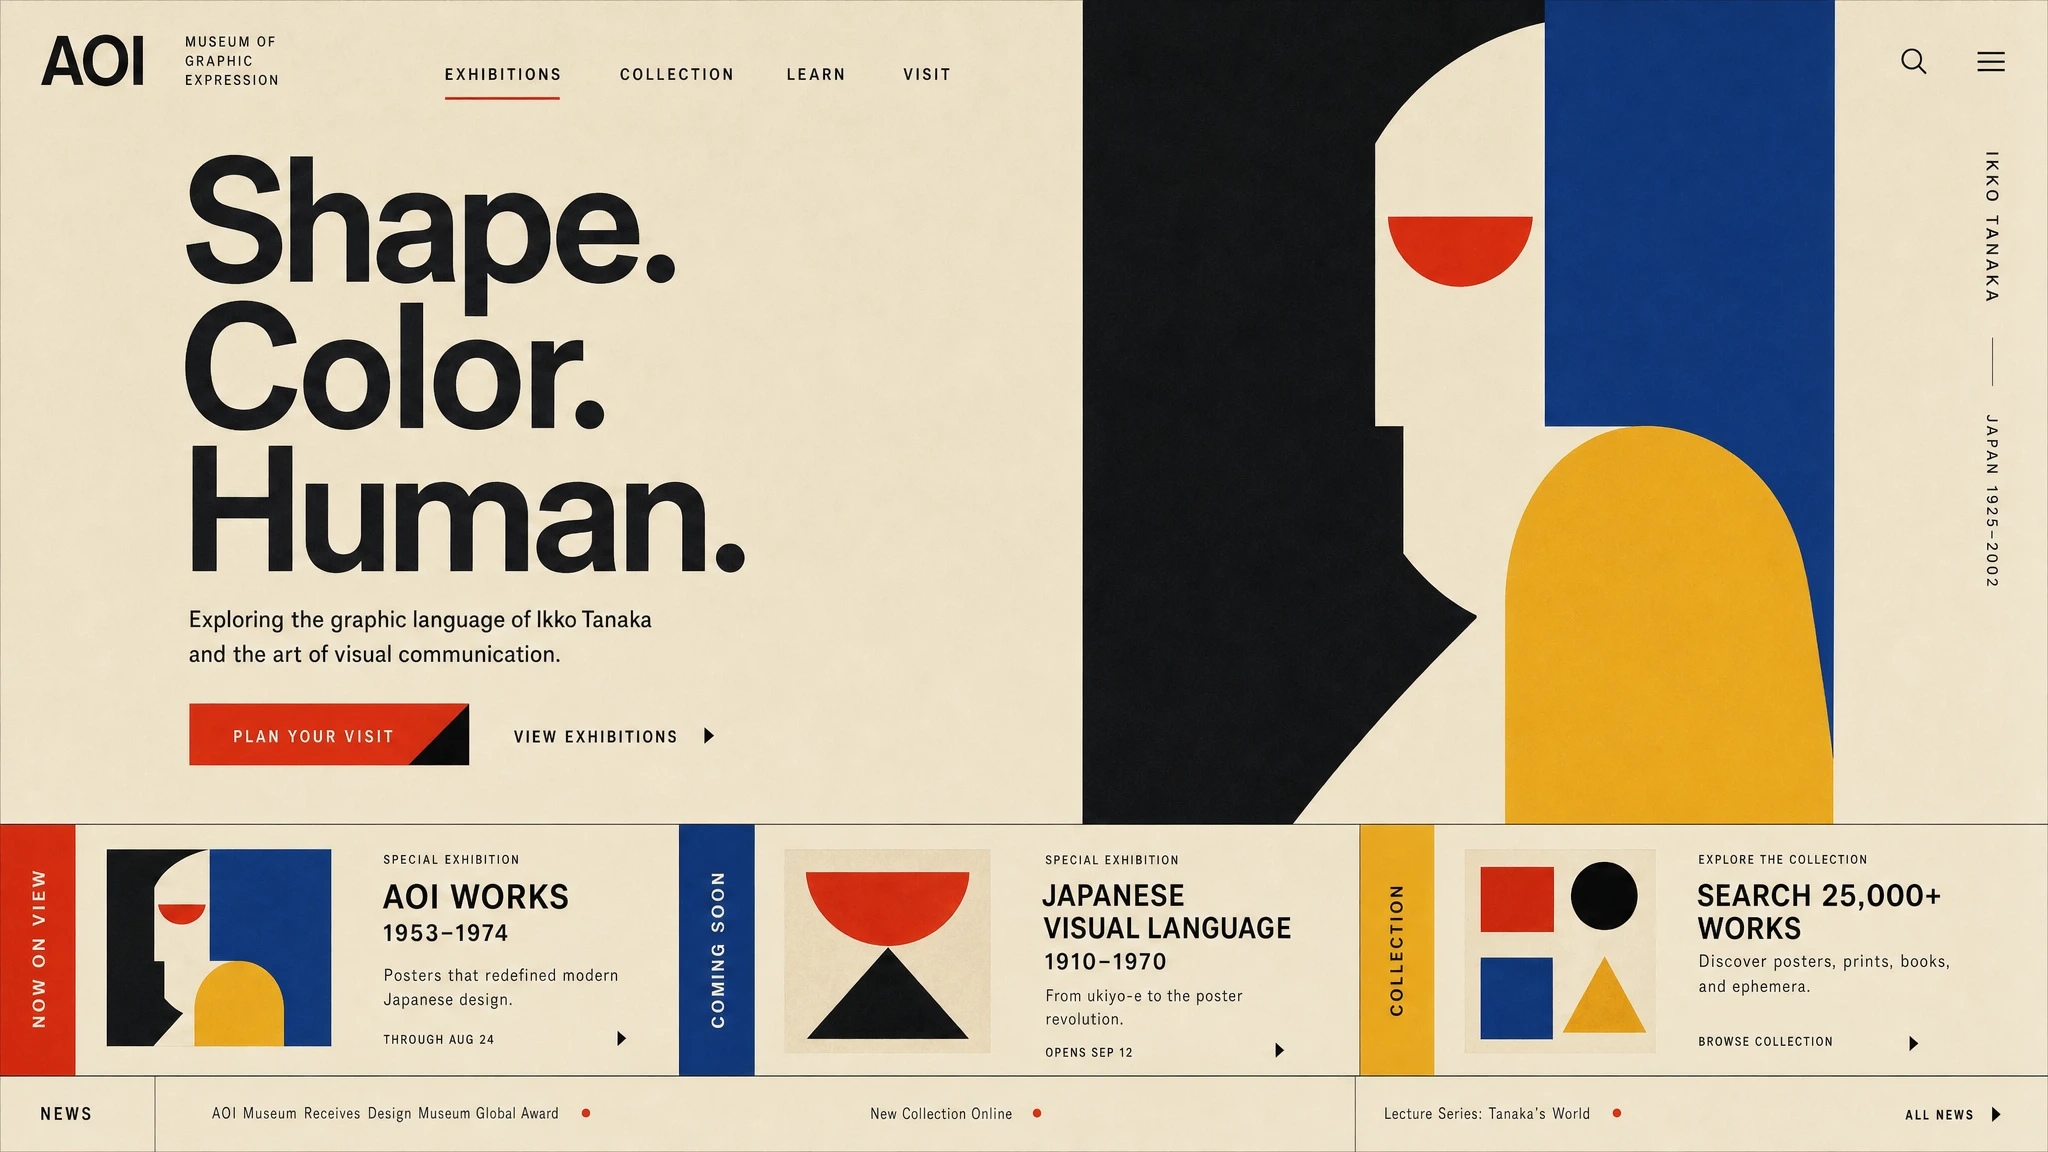 AOI
MUSEUM OF
GRAPHIC
EXPRESSION
EXHIBITIONS
COLLECTION
LEARN
VISIT
Shape.
Color.
Human.
Exploring the graphic language of Ikko Tanaka
and the art of visual communication.
PLAN YOUR VISIT
VIEW EXHIBITIONS
IKKO TANAKA
JAPAN 1925–2002
NOW ON VIEW
SPECIAL EXHIBITION
AOI WORKS
1953–1974
Posters that redefined modern
Japanese design.
THROUGH AUG 24
COMING SOON
SPECIAL EXHIBITION
JAPANESE
VISUAL LANGUAGE
1910–1970
From ukiyo-e to the poster
revolution.
OPENS SEP 12
COLLECTION
EXPLORE THE COLLECTION
SEARCH 25,000+
WORKS
Discover posters, prints, books,
and ephemera.
BROWSE COLLECTION
NEWS
AOI Museum Receives Design Museum Global Award
New Collection Online
Lecture Series: Tanaka's World
ALL NEWS